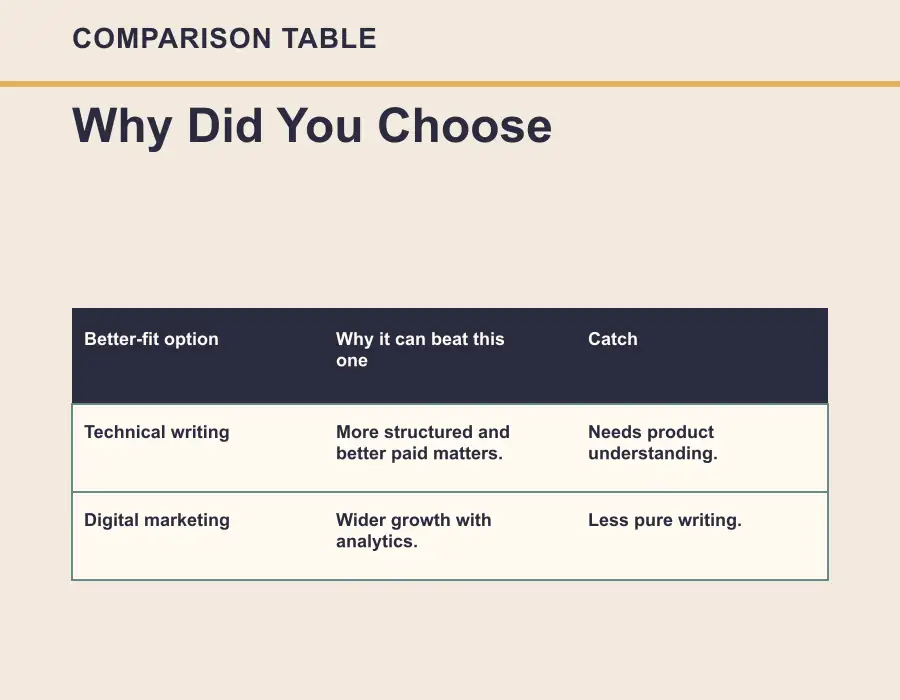 COMPARISON TABLE
Why Did You Choose
Better-fit option
Why it can beat this
one
Catch
Technical writing
More structured and
better paid matters.
Needs product
understanding.
Digital marketing
Wider growth with
analytics.
Less pure writing.